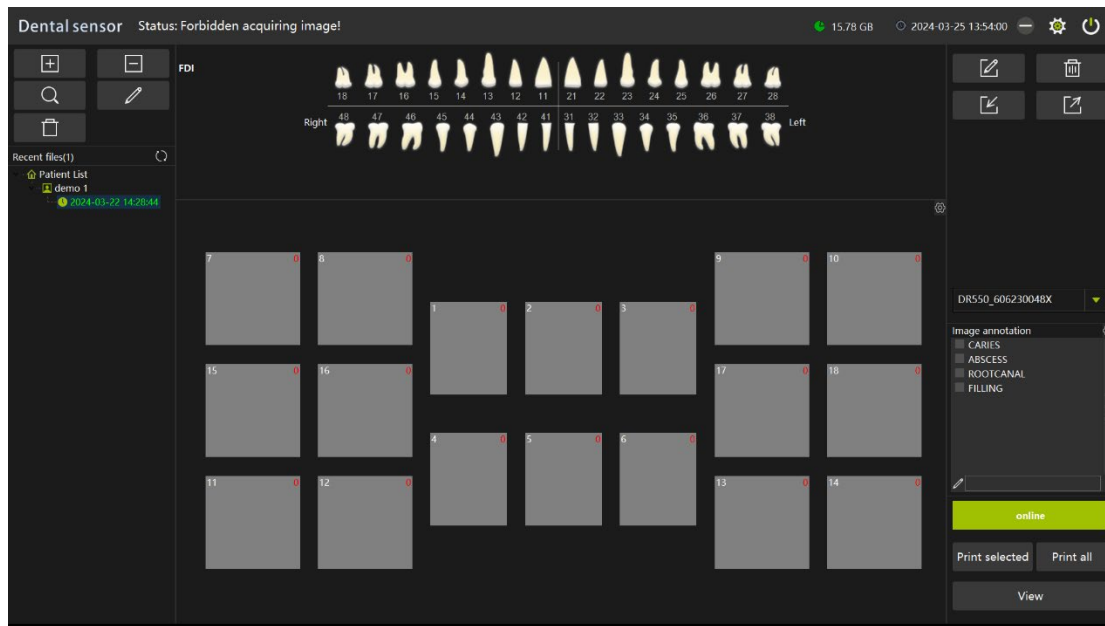 Dental sensor Status: Forbidden acquiring image! 15.78 GB 2024-03-25 13:54:00
FDI
18 17 16 15 14 13 12 11 21 22 23 24 25 26 27 28
Right 48 47 46 45 44 43 42 41 31 32 33 34 35 36 37 38 Left
Recent files(1)
Patient List
demo 1
2024-03-22 14:28:44
7 0 8 0 9 0 10 0
1 0 2 0 3 0
15 0 16 0 17 0 18 0
4 0 5 0 6 0
11 0 12 0 13 0 14 0
DR550_606230048X
Image annotation
CARIES
ABSCESS
ROOTCANAL
FILLING
online
Print selected Print all
View